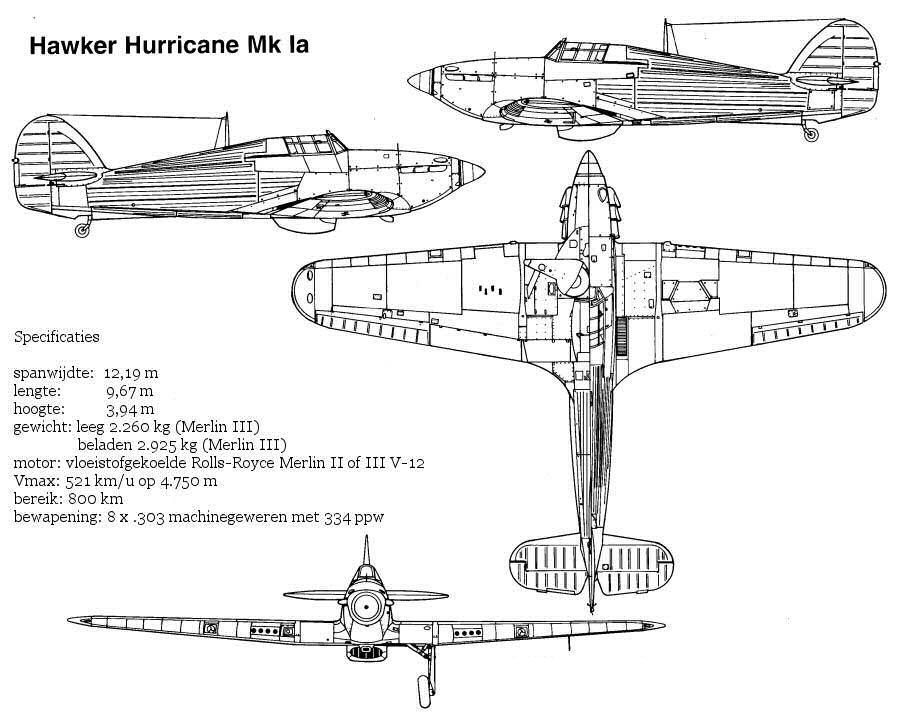 Hawker Hurricane Mk Ia
Specificaties
spanwijdte: 12,19 m
lengte: 9,67 m
hoogte: 3,94 m
gewicht: leeg 2.260 kg (Merlin III)
beladen 2.925 kg (Merlin III)
motor: vloeistofgekoelde Rolls-Royce Merlin II of III V-12
Vmax: 521 km/u op 4.750 m
bereik: 800 km
bewapening: 8 x .303 machinegeweren met 334 ppw